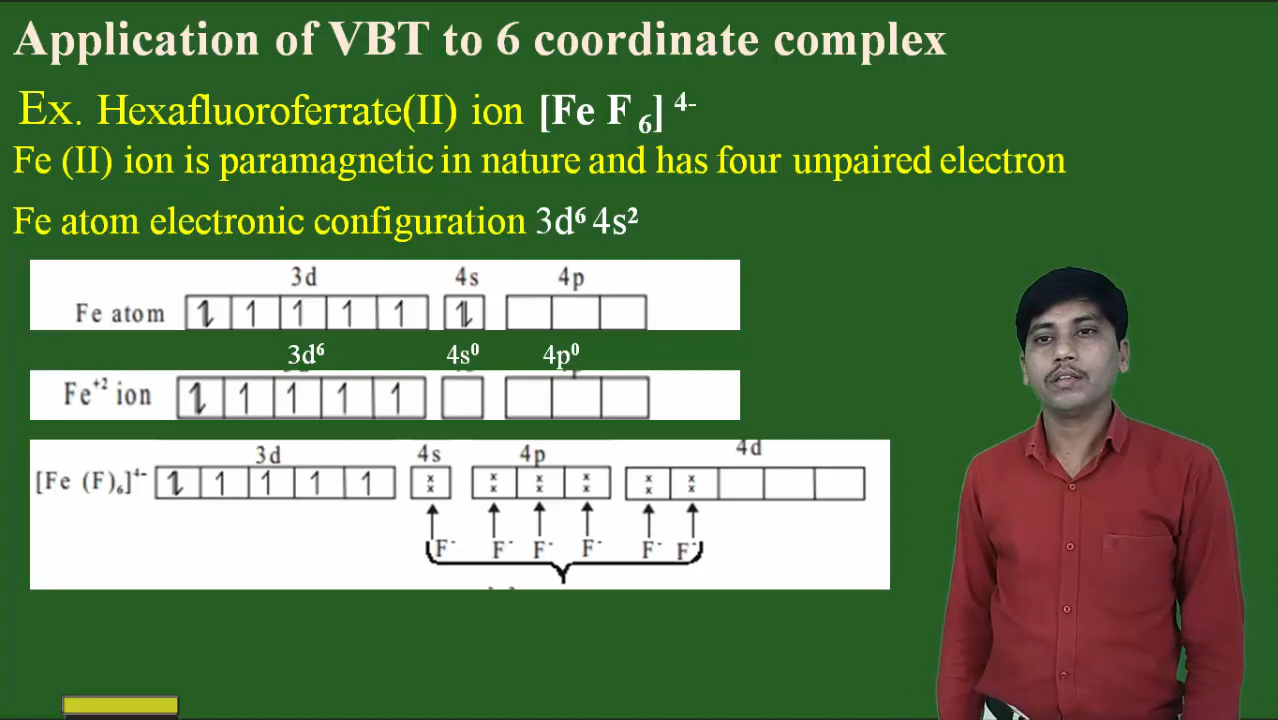 Application of VBT to 6 coordinate complex
Ex. Hexafluoroferrate(II) ion [Fe F ₆] ⁴⁻
Fe (II) ion is paramagnetic in nature and has four unpaired electron
Fe atom electronic configuration 3d⁶ 4s²
3d 4s 4p
Fe atom
3d⁶ 4s⁰ 4p⁰
Fe⁺² ion
3d 4s 4p 4d
[Fe (F)₆]⁴⁻
F⁻ F⁻ F⁻ F⁻ F⁻ F⁻